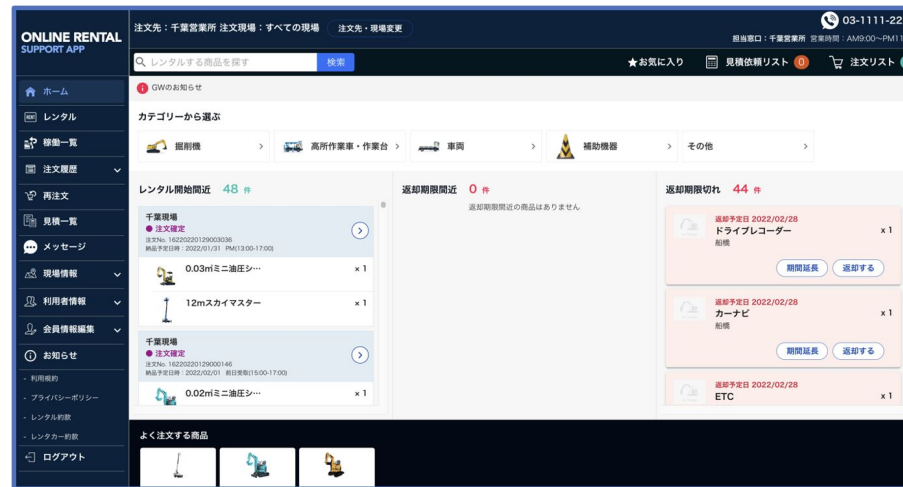 ONLINE RENTAL
SUPPORT APP
注文先：千葉営業所 注文現場：すべての現場
注文先・現場変更
03-1111-22
担当窓口：千葉営業所 営業時間：AM9:00〜PM11
レンタルする商品を探す
検索
★お気に入り
見積依頼リスト 0
注文リスト
ホーム
レンタル
稼働一覧
注文履歴
再注文
見積一覧
メッセージ
現場情報
利用者情報
会員情報編集
お知らせ
- 利用規約
- プライバシーポリシー
- レンタル約款
- レンタカー約款
ログアウト
GWのお知らせ
カテゴリーから選ぶ
掘削機
高所作業車・作業台
車両
補助機器
その他
レンタル開始間近 48 件
千葉現場
注文確定
注文No. 16220220129003036
納品予定日時：2022/01/31 PM(13:00-17:00)
0.03㎥ミニ油圧シ…
x 1
12mスカイマスター
x 1
千葉現場
注文確定
注文No. 16220220129000146
納品予定日時：2022/02/01 前日受取(15:00-17:00)
0.02㎥ミニ油圧シ…
x 1
返却期限間近 0 件
返却期限間近の商品はありません
返却期限切れ 44 件
返却予定日 2022/02/28
ドライブレコーダー
x 1
船橋
期間延長
返却する
返却予定日 2022/02/28
カーナビ
x 1
船橋
期間延長
返却する
返却予定日 2022/02/28
ETC
x 1
よく注文する商品